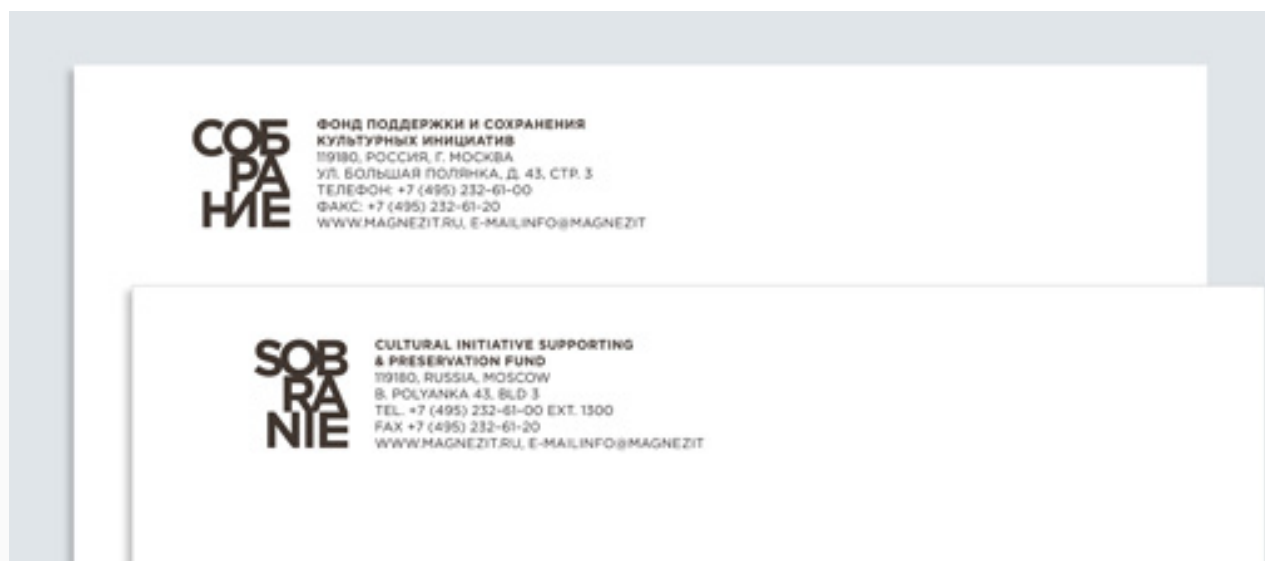 СОБ
РА
НИЕ
ФОНД ПОДДЕРЖКИ И СОХРАНЕНИЯ
КУЛЬТУРНЫХ ИНИЦИАТИВ
119180, РОССИЯ, Г. МОСКВА
УЛ. БОЛЬШАЯ ПОЛЯНКА, Д. 43, СТР. 3
ТЕЛЕФОН: +7 (495) 232-61-00
ФАКС: +7 (495) 232-61-20
WWW.MAGNEZIT.RU, E-MAILINFO@MAGNEZIT
SOB
RA
NIE
CULTURAL INITIATIVE SUPPORTING
& PRESERVATION FUND
119180, RUSSIA, MOSCOW
B. POLYANKA 43, BLD 3
TEL. +7 (495) 232-61-00 EXT. 1300
FAX +7 (495) 232-61-20
WWW.MAGNEZIT.RU, E-MAILINFO@MAGNEZIT